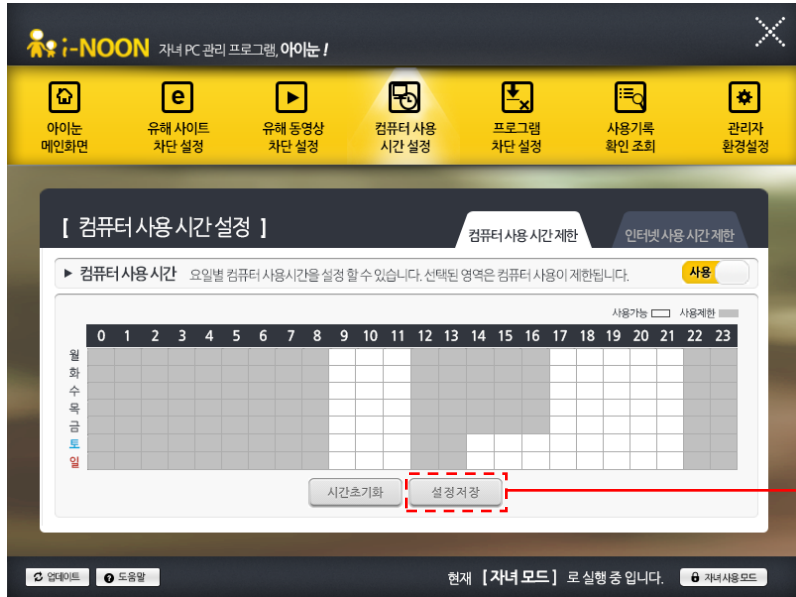 i-NOON 자녀 PC 관리 프로그램, 아이눈 !
아이눈
메인화면
유해 사이트
차단 설정
유해 동영상
차단 설정
컴퓨터 사용
시간 설정
프로그램
차단 설정
사용기록
확인 조회
관리자
환경설정
[ 컴퓨터 사용 시간 설정 ]
컴퓨터 사용 시간 제한
인터넷 사용 시간 제한
▶ 컴퓨터 사용 시간 요일별 컴퓨터 사용시간을 설정 할 수 있습니다. 선택된 영역은 컴퓨터 사용이 제한됩니다. 사용
사용가능 사용제한
0 1 2 3 4 5 6 7 8 9 10 11 12 13 14 15 16 17 18 19 20 21 22 23
월
화
수
목
금
토
일
시간초기화 설정저장
업데이트 도움말 현재 [ 자녀 모드 ] 로 실행 중 입니다. 자녀사용모드